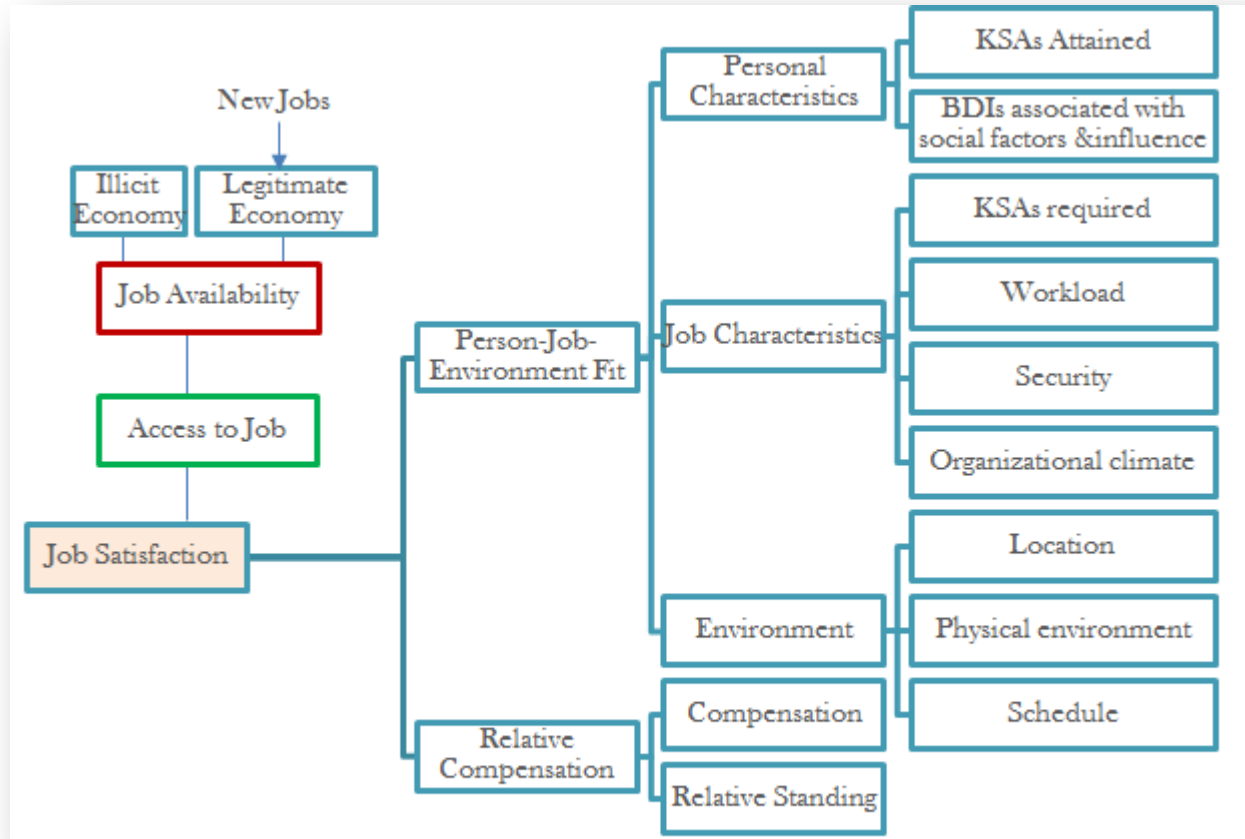 New Jobs
Illicit
Economy
Legitimate
Economy
Job Availability
Access to Job
Job Satisfaction
Person-Job-
Environment Fit
Relative
Compensation
Personal
Characteristics
Job Characteristics
Environment
Compensation
Relative Standing
KSAs Attained
BDIs associated with
social factors &influence
KSAs required
Workload
Security
Organizational climate
Location
Physical environment
Schedule